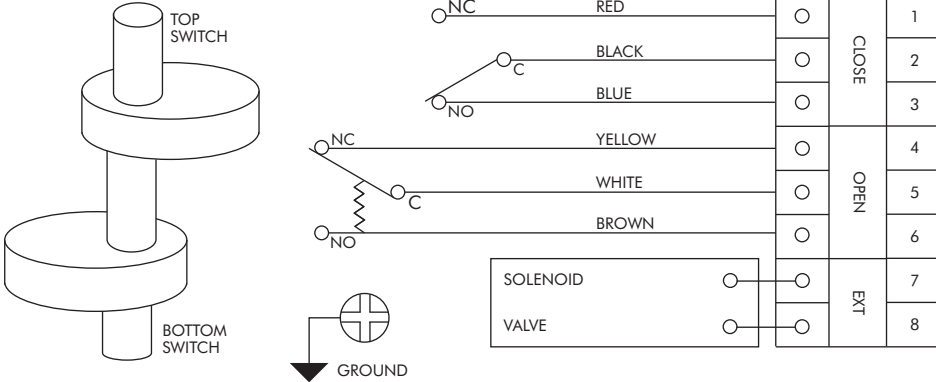 TOP
SWITCH
BOTTOM
SWITCH
GROUND
NC
RED
C
BLACK
NO
BLUE
NC
YELLOW
C
WHITE
NO
BROWN
SOLENOID
VALVE
CLOSE
OPEN
EXT
1
2
3
4
5
6
7
8